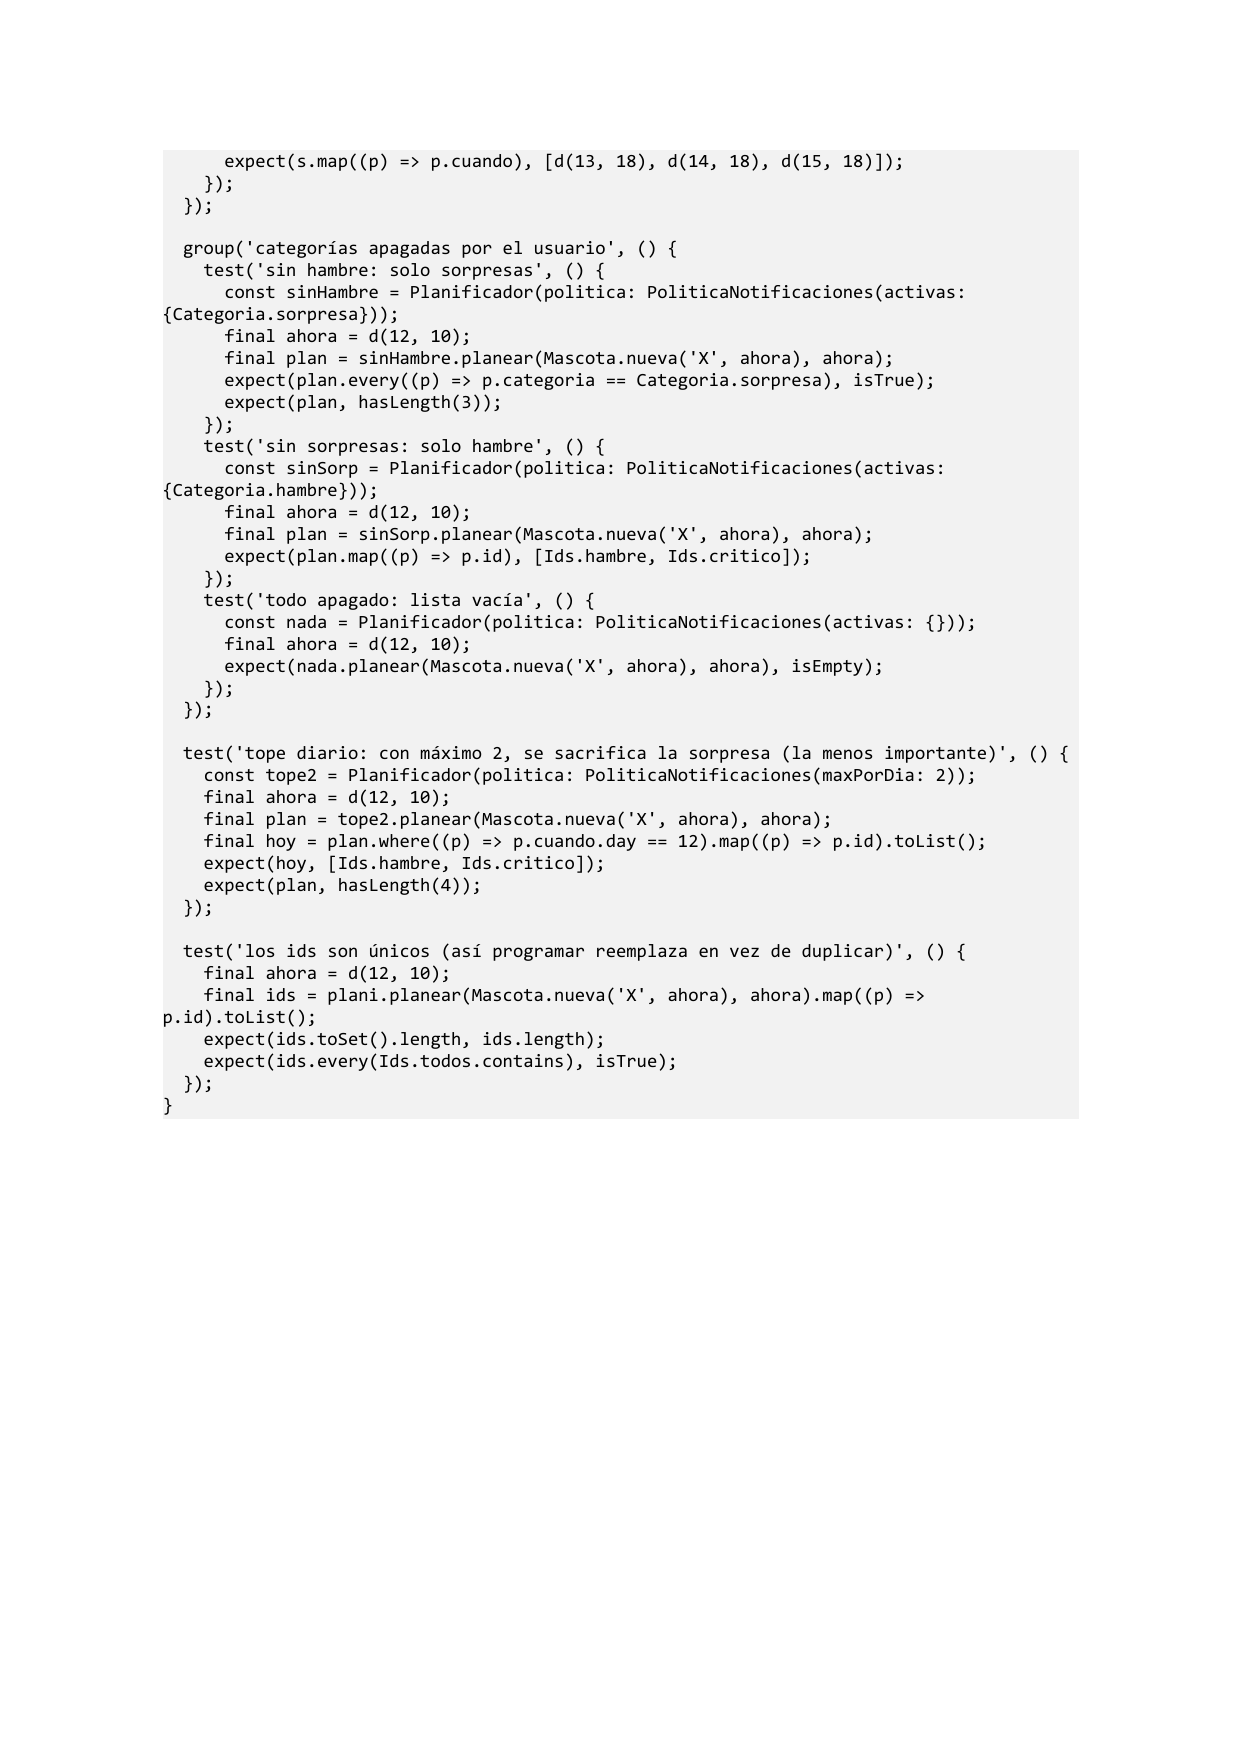 expect(s.map((p) => p.cuando), [d(13, 18), d(14, 18), d(15, 18)]);
    });
  });

  group('categorías apagadas por el usuario', () {
    test('sin hambre: solo sorpresas', () {
      const sinHambre = Planificador(politica: PoliticaNotificaciones(activas:
{Categoria.sorpresa}));
      final ahora = d(12, 10);
      final plan = sinHambre.planear(Mascota.nueva('X', ahora), ahora);
      expect(plan.every((p) => p.categoria == Categoria.sorpresa), isTrue);
      expect(plan, hasLength(3));
    });
    test('sin sorpresas: solo hambre', () {
      const sinSorp = Planificador(politica: PoliticaNotificaciones(activas:
{Categoria.hambre}));
      final ahora = d(12, 10);
      final plan = sinSorp.planear(Mascota.nueva('X', ahora), ahora);
      expect(plan.map((p) => p.id), [Ids.hambre, Ids.critico]);
    });
    test('todo apagado: lista vacía', () {
      const nada = Planificador(politica: PoliticaNotificaciones(activas: {}));
      final ahora = d(12, 10);
      expect(nada.planear(Mascota.nueva('X', ahora), ahora), isEmpty);
    });
  });

  test('tope diario: con máximo 2, se sacrifica la sorpresa (la menos importante)', () {
    const tope2 = Planificador(politica: PoliticaNotificaciones(maxPorDia: 2));
    final ahora = d(12, 10);
    final plan = tope2.planear(Mascota.nueva('X', ahora), ahora);
    final hoy = plan.where((p) => p.cuando.day == 12).map((p) => p.id).toList();
    expect(hoy, [Ids.hambre, Ids.critico]);
    expect(plan, hasLength(4));
  });

  test('los ids son únicos (así programar reemplaza en vez de duplicar)', () {
    final ahora = d(12, 10);
    final ids = plani.planear(Mascota.nueva('X', ahora), ahora).map((p) =>
p.id).toList();
    expect(ids.toSet().length, ids.length);
    expect(ids.every(Ids.todos.contains), isTrue);
  });
}